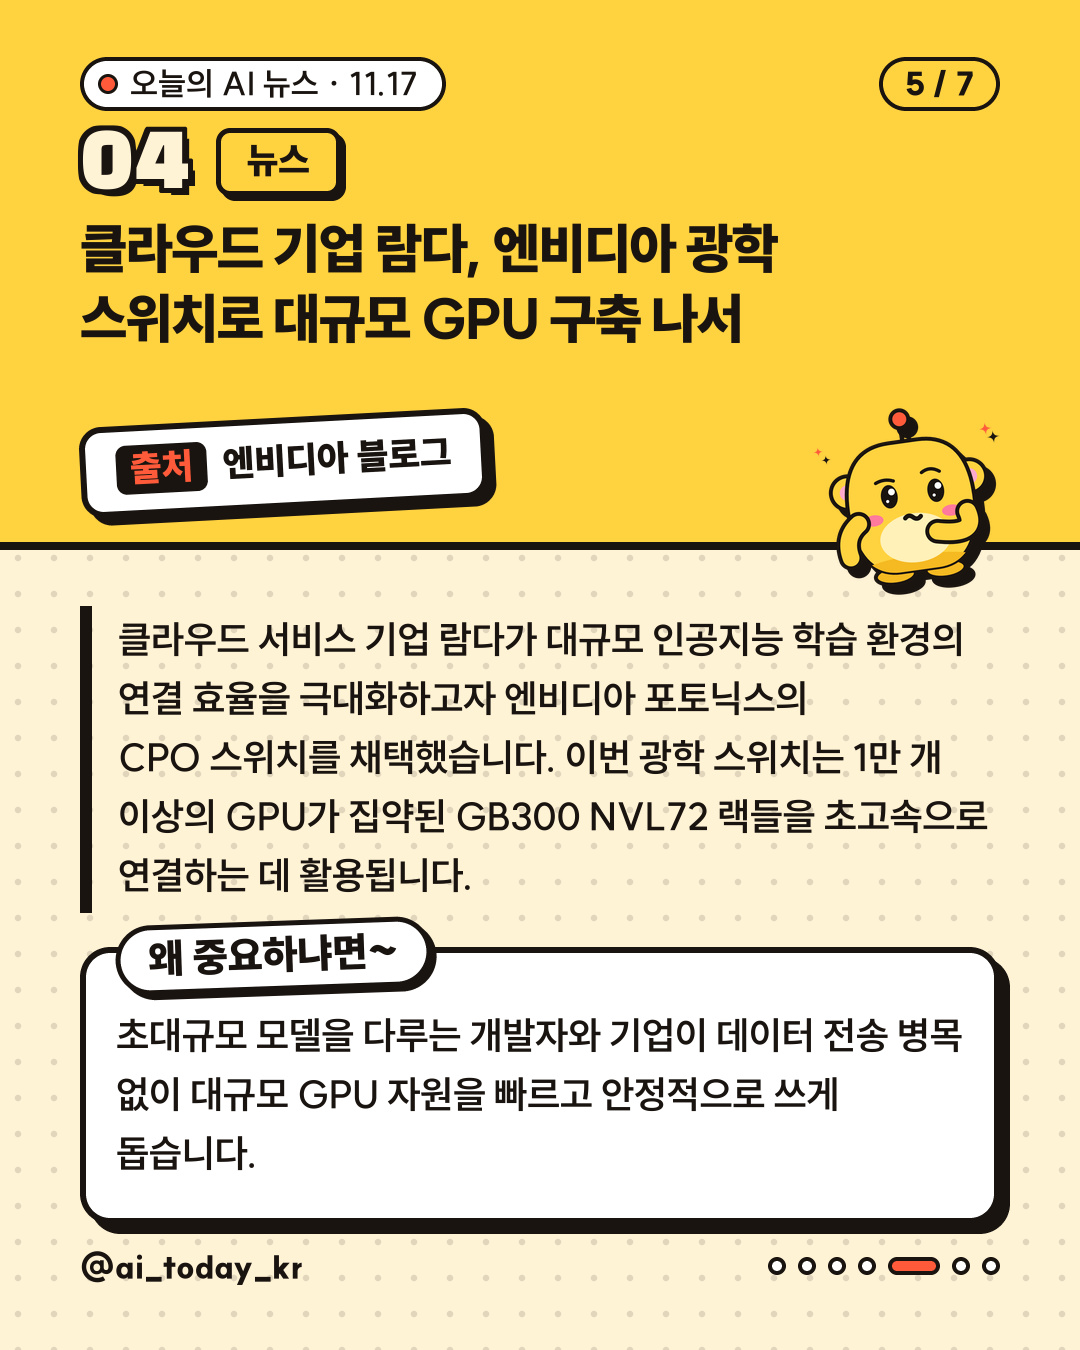 오늘의 AI 뉴스 · 11.17
5 / 7
04
뉴스
클라우드 기업 람다, 엔비디아 광학
스위치로 대규모 GPU 구축 나서
출처 엔비디아 블로그
클라우드 서비스 기업 람다가 대규모 인공지능 학습 환경의
연결 효율을 극대화하고자 엔비디아 포토닉스의
CPO 스위치를 채택했습니다. 이번 광학 스위치는 1만 개
이상의 GPU가 집약된 GB300 NVL72 랙들을 초고속으로
연결하는 데 활용됩니다.
왜 중요하냐면~
초대규모 모델을 다루는 개발자와 기업이 데이터 전송 병목
없이 대규모 GPU 자원을 빠르고 안정적으로 쓰게
돕습니다.
@ai_today_kr